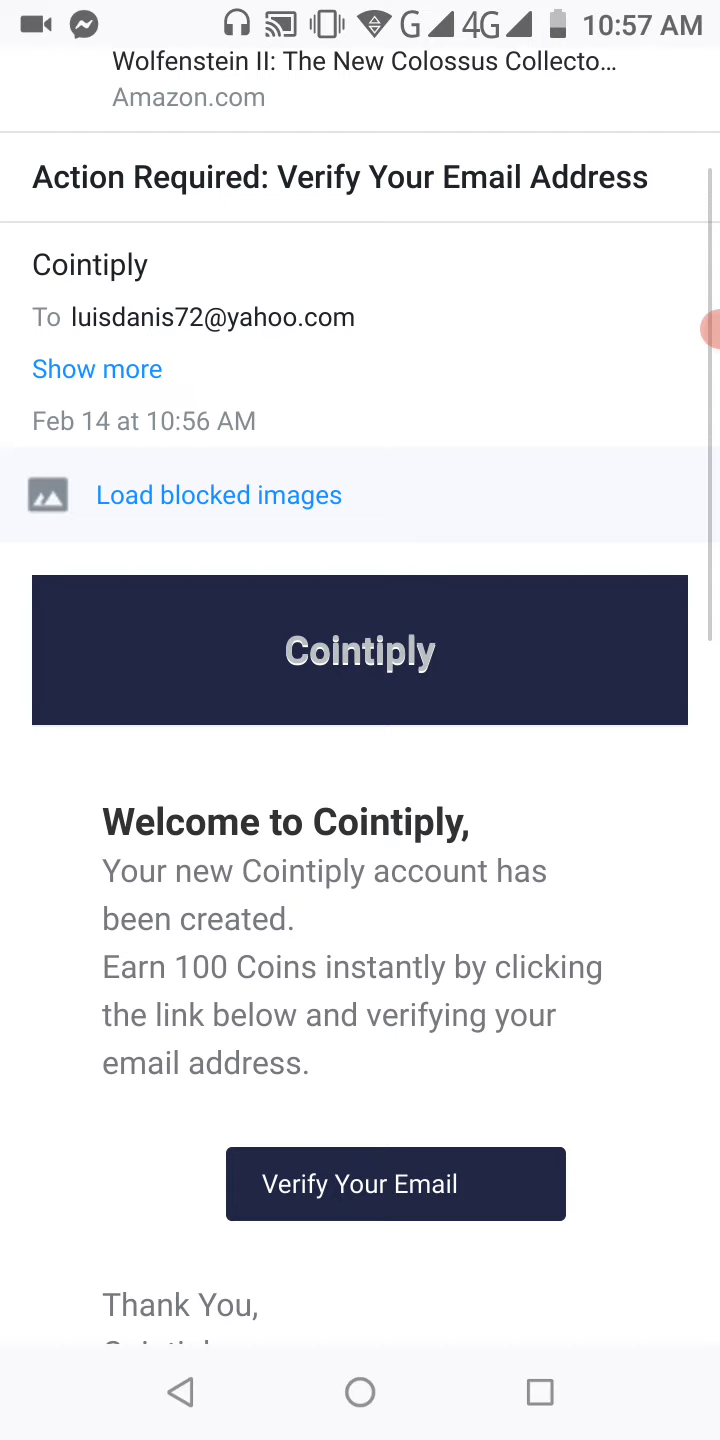 G 4G 10:57 AM
Wolfenstein II: The New Colossus Collecto...
Amazon.com
Action Required: Verify Your Email Address
Cointiply
To luisdanis72@yahoo.com
Show more
Feb 14 at 10:56 AM
Load blocked images
Cointiply
Welcome to Cointiply,
Your new Cointiply account has
been created.
Earn 100 Coins instantly by clicking
the link below and verifying your
email address.
Verify Your Email
Thank You,